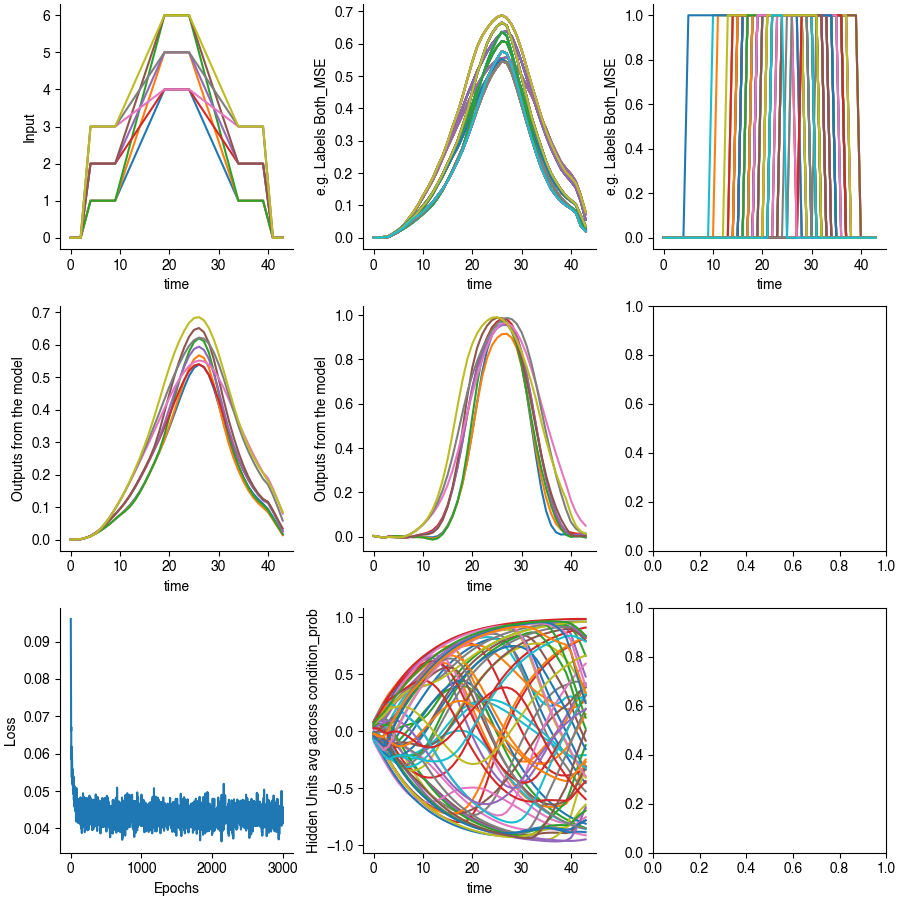 6
5
4
3
2
1
0
Input
0 10 20 30 40
time
0.7
0.6
0.5
0.4
0.3
0.2
0.1
0.0
e.g. Labels Both_MSE
0 10 20 30 40
time
1.0
0.8
0.6
0.4
0.2
0.0
e.g. Labels Both_MSE
0 10 20 30 40
time
0.7
0.6
0.5
0.4
0.3
0.2
0.1
0.0
Outputs from the model
0 10 20 30 40
time
1.0
0.8
0.6
0.4
0.2
0.0
Outputs from the model
0 10 20 30 40
time
1.0
0.8
0.6
0.4
0.2
0.0
0.0 0.2 0.4 0.6 0.8 1.0
0.09
0.08
0.07
0.06
0.05
0.04
Loss
0 1000 2000 3000
Epochs
1.0
0.5
0.0
−0.5
−1.0
Hidden Units avg across condition_prob
0 10 20 30 40
time
1.0
0.8
0.6
0.4
0.2
0.0
0.0 0.2 0.4 0.6 0.8 1.0